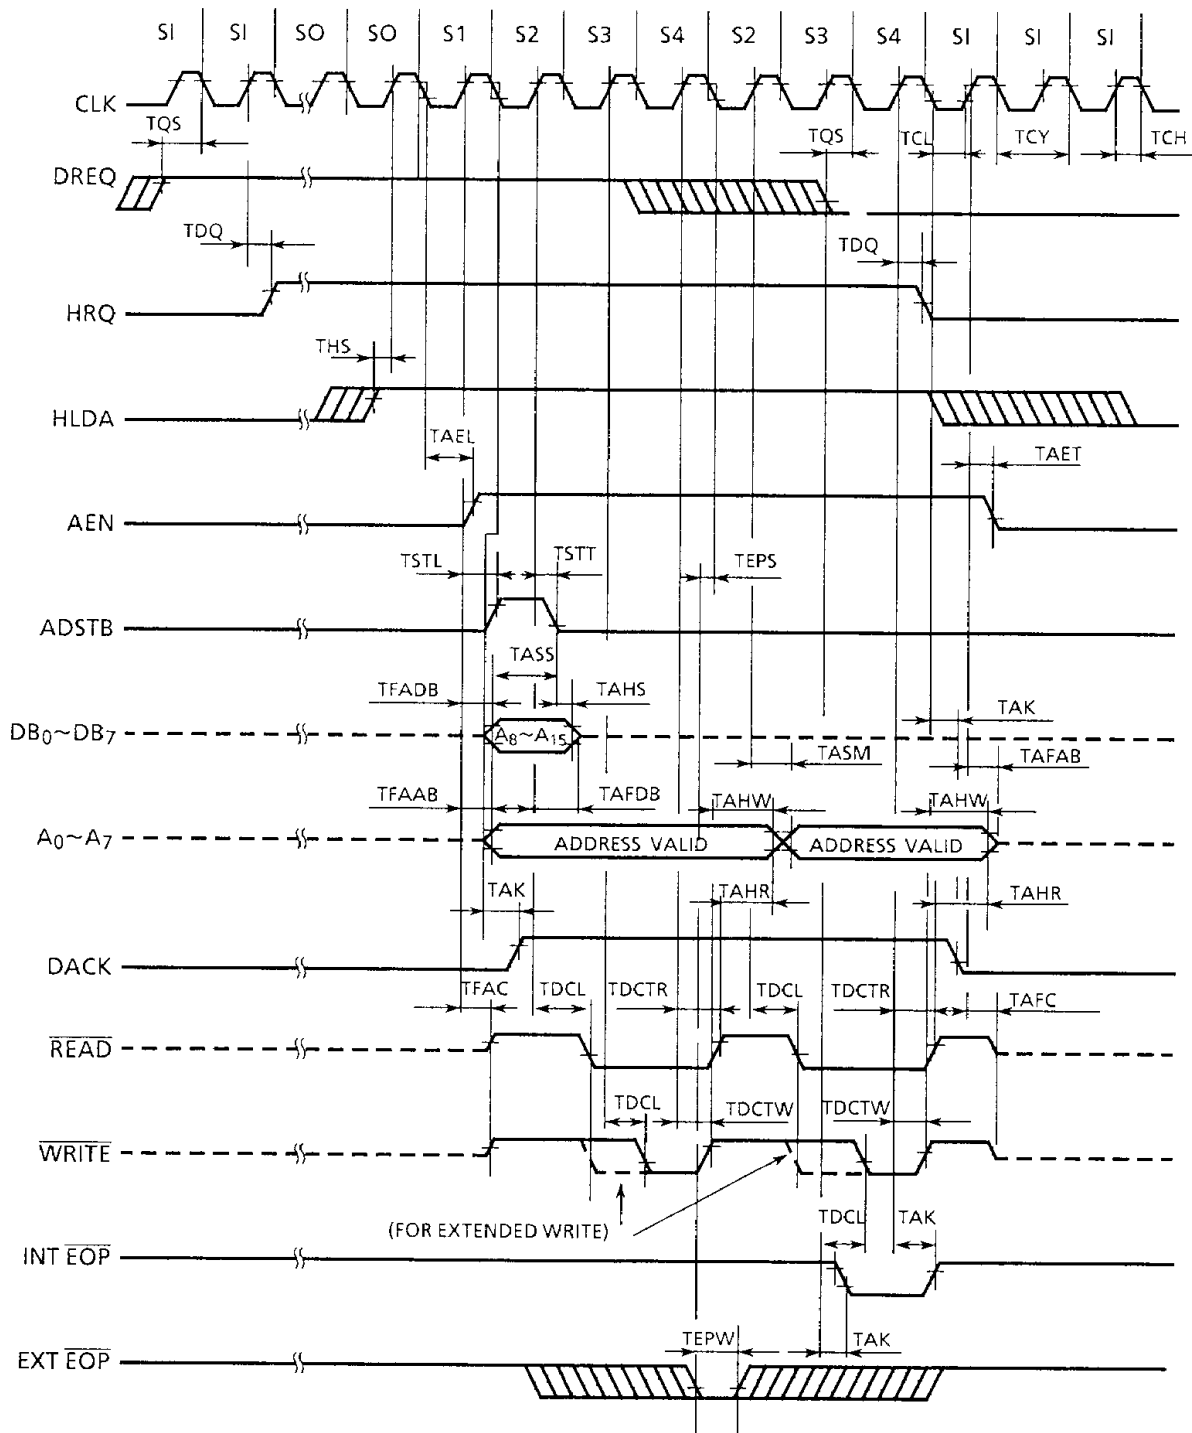 SI SI SO SO S1 S2 S3 S4 S2 S3 S4 SI SI SI
CLK
TQS TQS TCL TCY TCH
DREQ
TDQ TDQ
HRQ
THS
HLDA
TAEL TAET
AEN
TSTL TSTT TEPS
ADSTB
TASS
TFADB TAHS TAK
DB0~DB7 A8~A15
TASM TAFAB
TFAAB TAFDB TAHW TAHW
A0~A7 ADDRESS VALID ADDRESS VALID
TAK TAHR TAHR
DACK
TFAC TDCL TDCTR TDCL TDCTR TAFC
READ
TDCL TDCTW TDCTW
WRITE
(FOR EXTENDED WRITE) TDCL TAK
INT EOP
TEPW TAK
EXT EOP